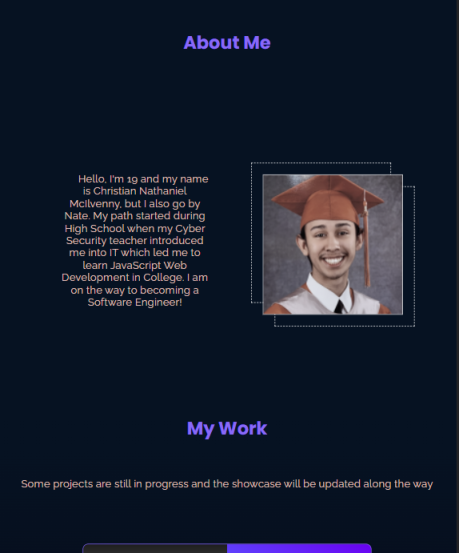 About Me
Hello, I'm 19 and my name
is Christian Nathaniel
McIlvenny, but I also go by
Nate. My path started during
High School when my Cyber
Security teacher introduced
me into IT which led me to
learn JavaScript Web
Development in College. I am
on the way to becoming a
Software Engineer!
My Work
Some projects are still in progress and the showcase will be updated along the way